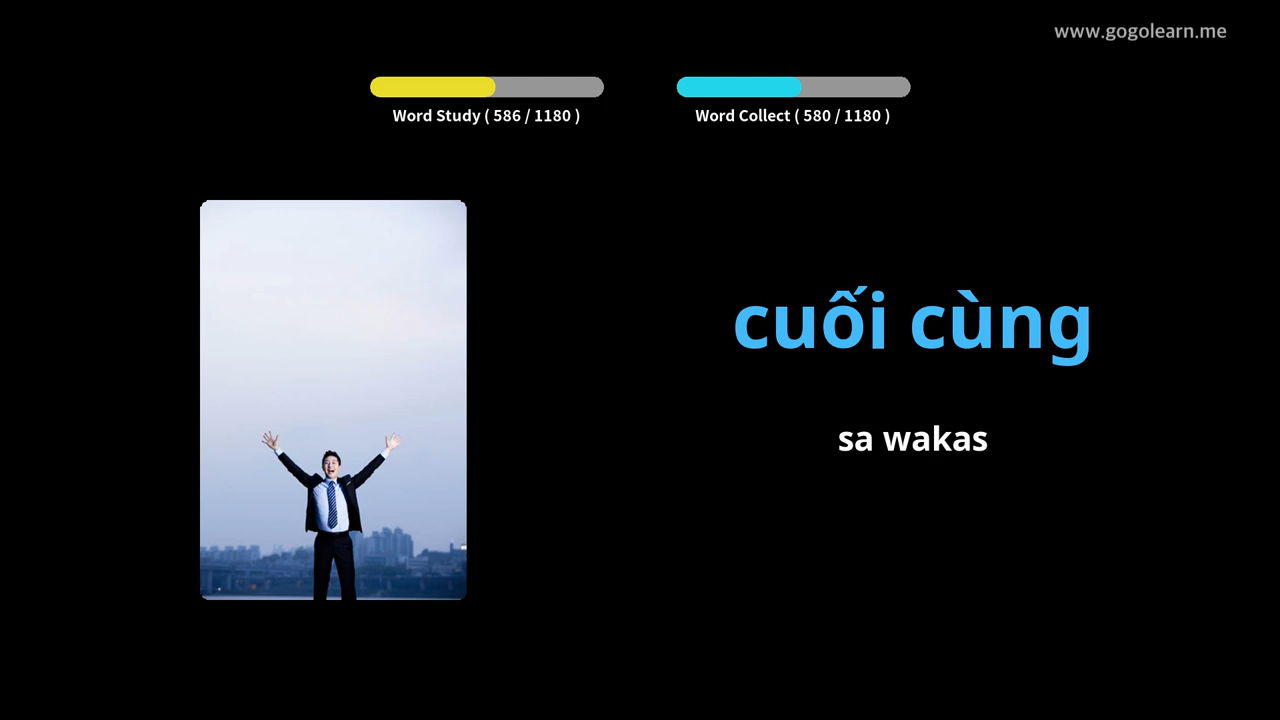 www.gogolearn.me
Word Study ( 586 / 1180 )
Word Collect ( 580 / 1180 )
cuối cùng
sa wakas